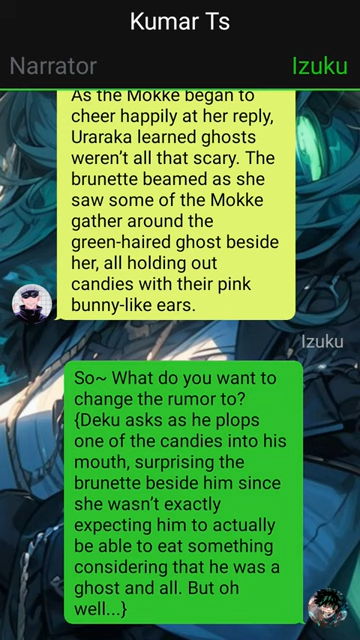 Kumar Ts
Narrator
Izuku
As the Mokke began to
cheer happily at her reply,
Uraraka learned ghosts
weren’t all that scary. The
brunette beamed as she
saw some of the Mokke
gather around the
green-haired ghost beside
her, all holding out
candies with their pink
bunny-like ears.
Izuku
So~ What do you want to
change the rumor to?
{Deku asks as he plops
one of the candies into his
mouth, surprising the
brunette beside him since
she wasn’t exactly
expecting him to actually
be able to eat something
considering that he was a
ghost and all. But oh
well...}